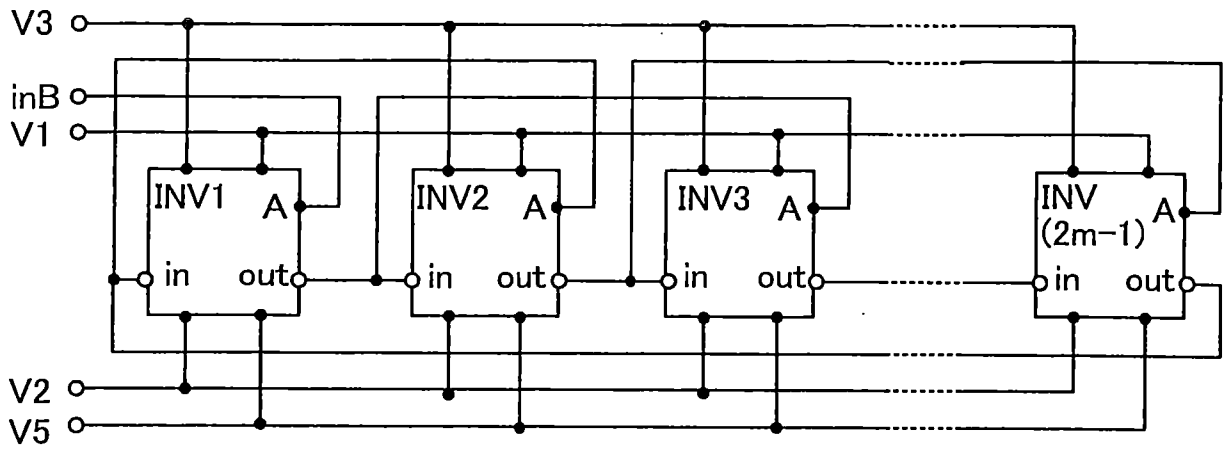 V3
inB
V1
INV1
A
in
out
INV2
A
in
out
INV3
A
in
out
INV
(2m-1)
A
in
out
V2
V5